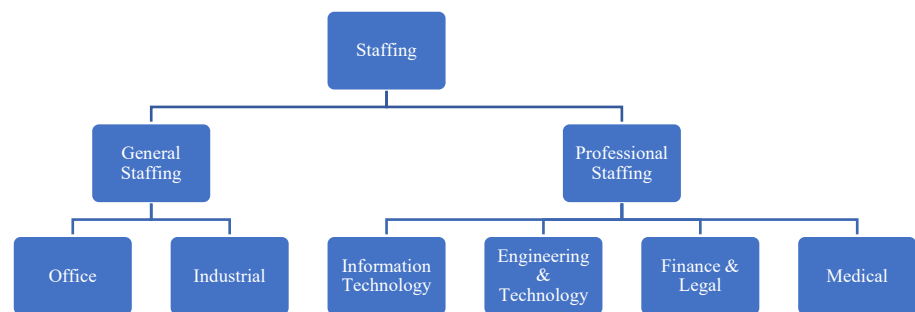 Staffing
General
Staffing
Professional
Staffing
Office
Industrial
Information
Technology
Engineering
&
Technology
Finance &
Legal
Medical